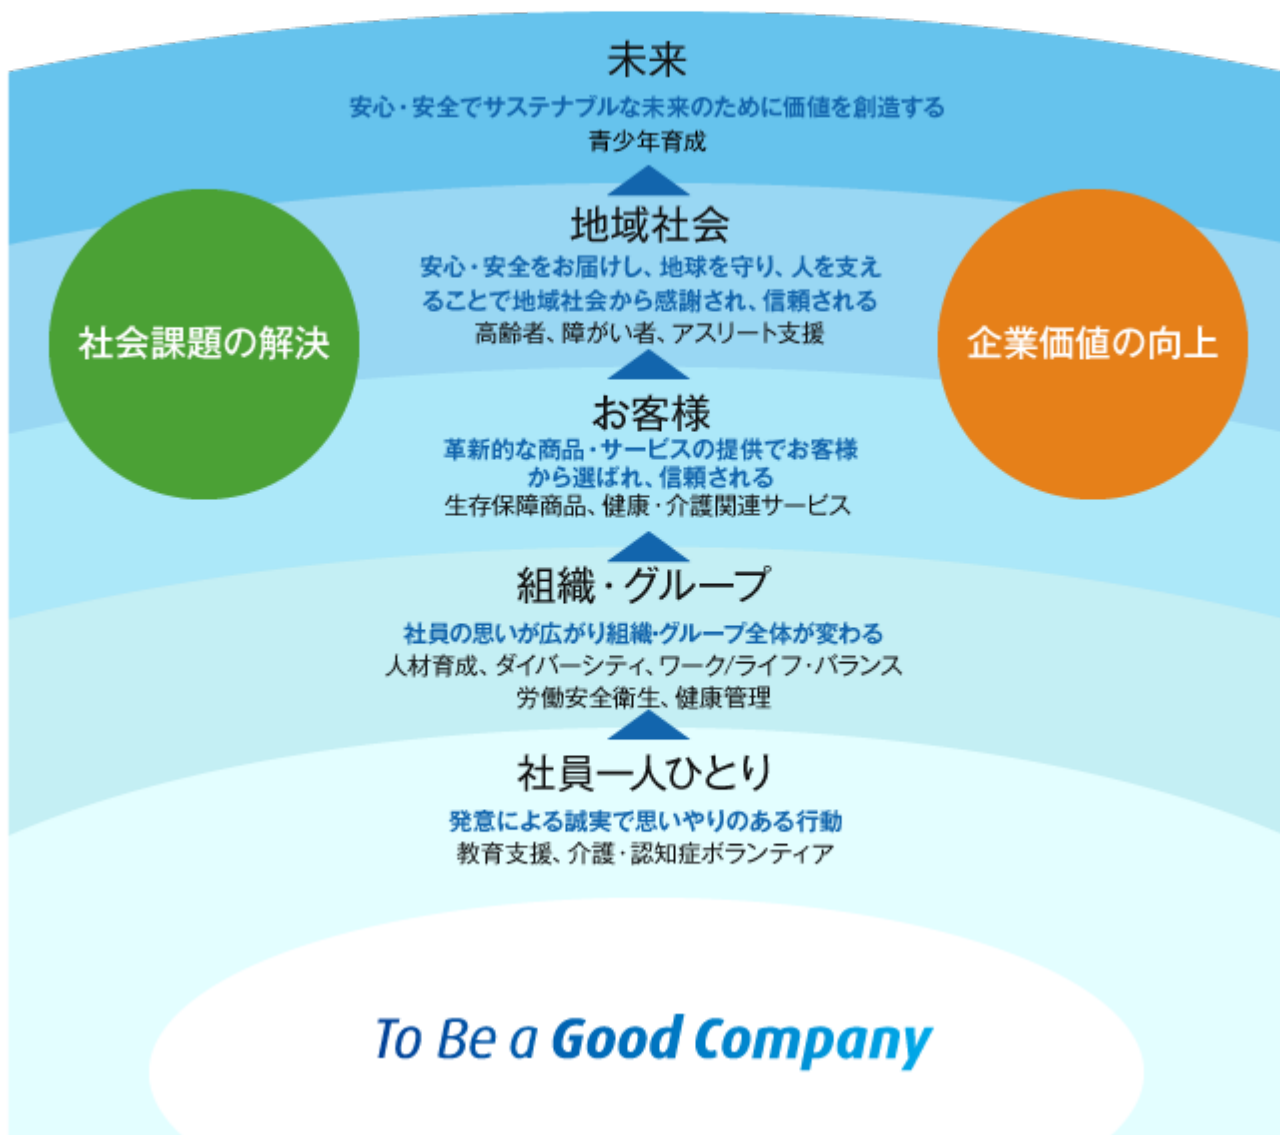 未来
安心・安全でサステナブルな未来のために価値を創造する
青少年育成
地域社会
安心・安全をお届けし、地球を守り、人を支え
ることで地域社会から感謝され、信頼される
高齢者、障がい者、アスリート支援
社会課題の解決
企業価値の向上
お客様
革新的な商品・サービスの提供でお客様
から選ばれ、信頼される
生存保障商品、健康・介護関連サービス
組織・グループ
社員の思いが広がり組織・グループ全体が変わる
人材育成、ダイバーシティ、ワーク/ライフ・バランス
労働安全衛生、健康管理
社員一人ひとり
発意による誠実で思いやりのある行動
教育支援、介護・認知症ボランティア
To Be a Good Company